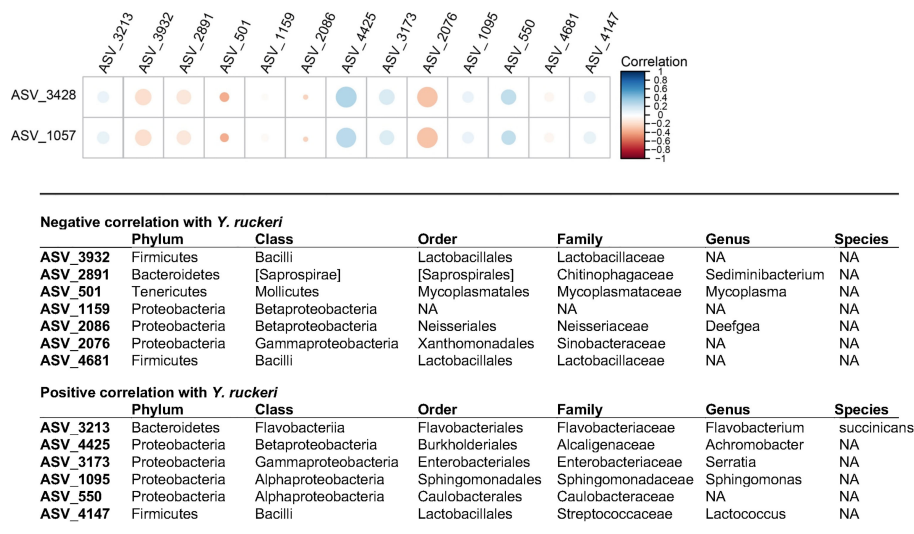 ASV_3213 ASV_3932 ASV_2891 ASV_501 ASV_1159 ASV_2086 ASV_4425 ASV_3173 ASV_2076 ASV_1095 ASV_550 ASV_4681 ASV_4147
Correlation
1
0.8
0.6
0.4
0.2
0
−0.2
−0.4
−0.6
−0.8
−1
ASV_3428
ASV_1057
Negative correlation with Y. ruckeri
Phylum Class Order Family Genus Species
ASV_3932 Firmicutes Bacilli Lactobacillales Lactobacillaceae NA NA
ASV_2891 Bacteroidetes [Saprospirae] [Saprospirales] Chitinophagaceae Sediminibacterium NA
ASV_501 Tenericutes Mollicutes Mycoplasmatales Mycoplasmataceae Mycoplasma NA
ASV_1159 Proteobacteria Betaproteobacteria NA NA NA NA
ASV_2086 Proteobacteria Betaproteobacteria Neisseriales Neisseriaceae Deefgea NA
ASV_2076 Proteobacteria Gammaproteobacteria Xanthomonadales Sinobacteraceae NA NA
ASV_4681 Firmicutes Bacilli Lactobacillales Lactobacillaceae NA NA
Positive correlation with Y. ruckeri
Phylum Class Order Family Genus Species
ASV_3213 Bacteroidetes Flavobacteriia Flavobacteriales Flavobacteriaceae Flavobacterium succinicans
ASV_4425 Proteobacteria Betaproteobacteria Burkholderiales Alcaligenaceae Achromobacter NA
ASV_3173 Proteobacteria Gammaproteobacteria Enterobacteriales Enterobacteriaceae Serratia NA
ASV_1095 Proteobacteria Alphaproteobacteria Sphingomonadales Sphingomonadaceae Sphingomonas NA
ASV_550 Proteobacteria Alphaproteobacteria Caulobacterales Caulobacteraceae NA NA
ASV_4147 Firmicutes Bacilli Lactobacillales Streptococcaceae Lactococcus NA